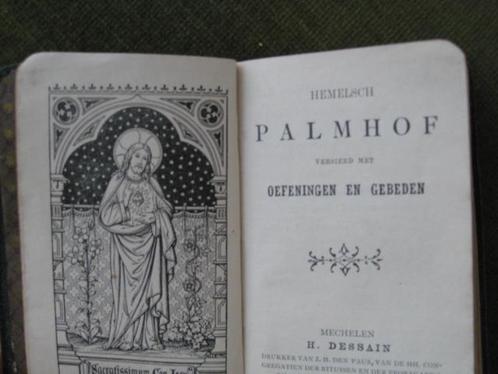 Sacratissimum Cor Jesu
HEMELSCH
PALMHOF
VERSIERD MET
OEFENINGEN EN GEBEDEN
MECHELEN
H. DESSAIN
DRUKKER VAN Z. H. DEN PAUS, VAN DE HH. CON-
GREGATIEN DER RITUSSEN EN DER